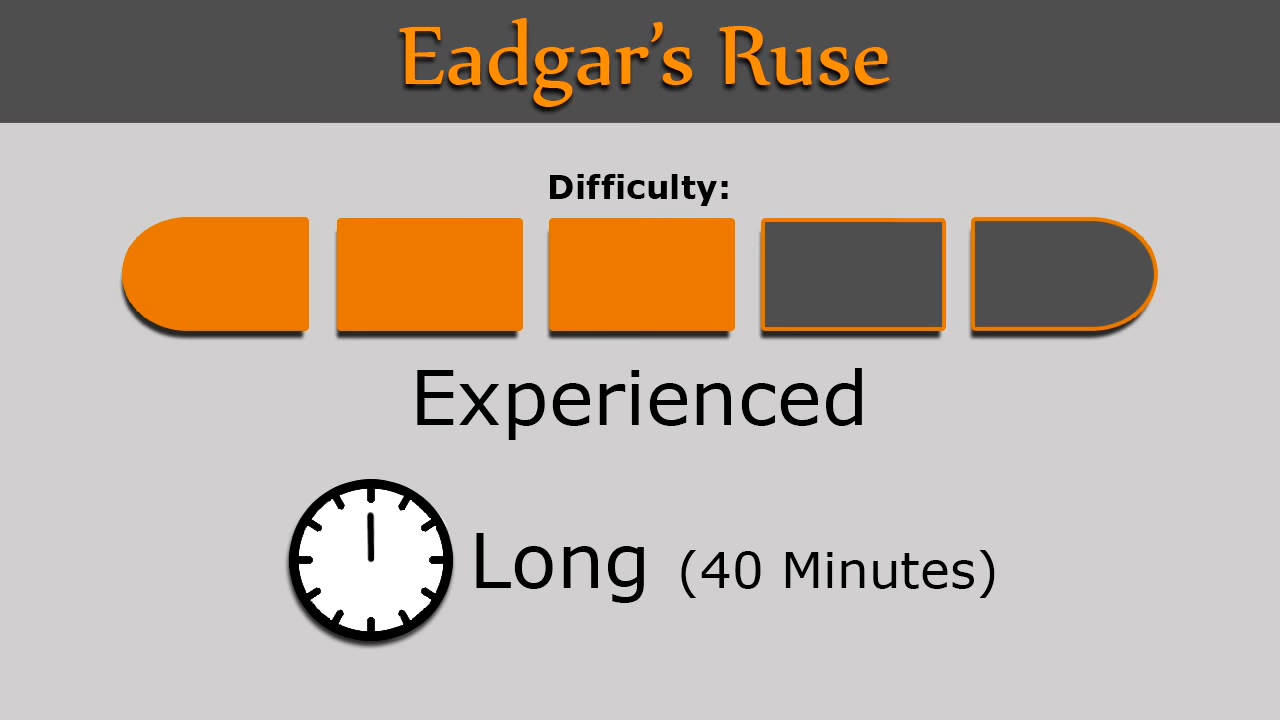 Eadgar’s Ruse
Difficulty:
Experienced
Long (40 Minutes)